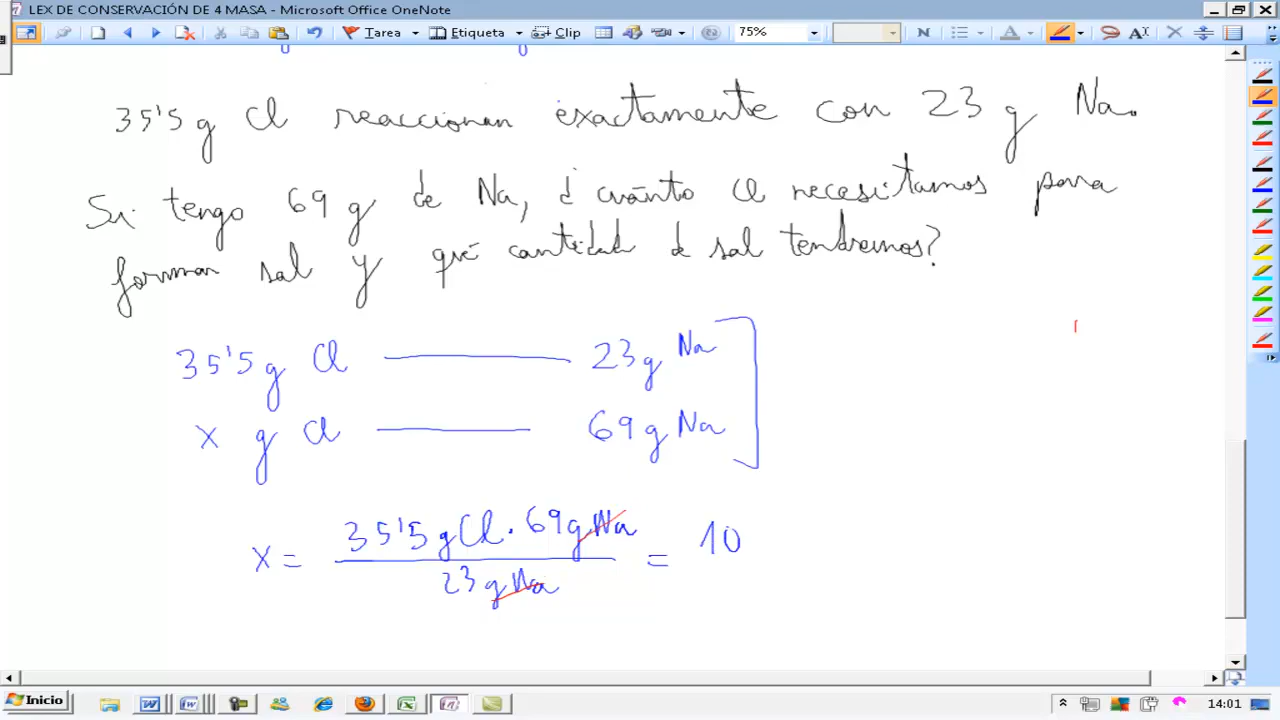 LEX DE CONSERVACIÓN DE 4 MASA - Microsoft Office OneNote
Tarea Etiqueta Clip 75% N A
35'5 g Cl reaccionan exactamente con 23 g Na.
Si tengo 69 g de Na, ¿cuánto Cl necesitamos para
formar sal y qué cantidad de sal tendremos?
35'5 g Cl ——— 23 g Na
x g Cl ——— 69 g Na
x = 35'5 g Cl · 69 g Na / 23 g Na = 10
Inicio 14:01